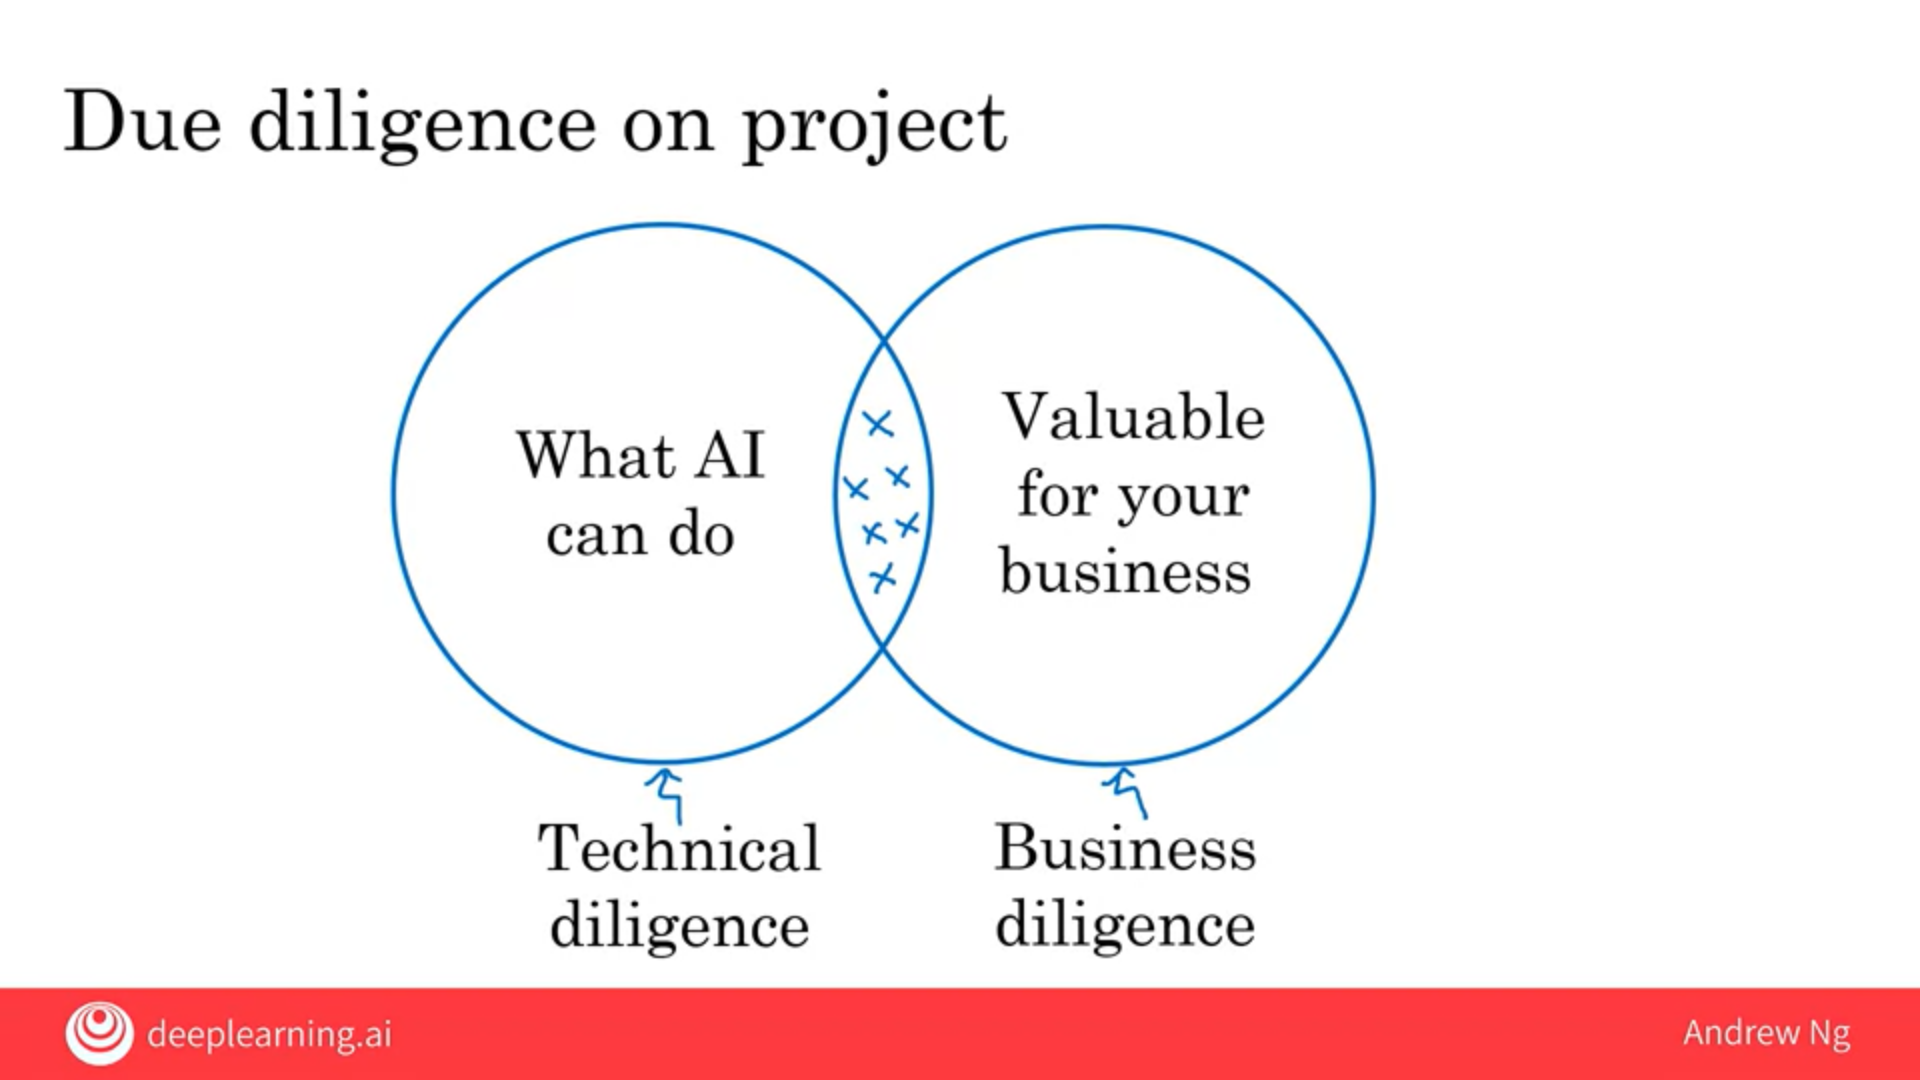 Due diligence on project
What AI
can do
Valuable
for your
business
Technical
diligence
Business
diligence
deeplearning.ai
Andrew Ng